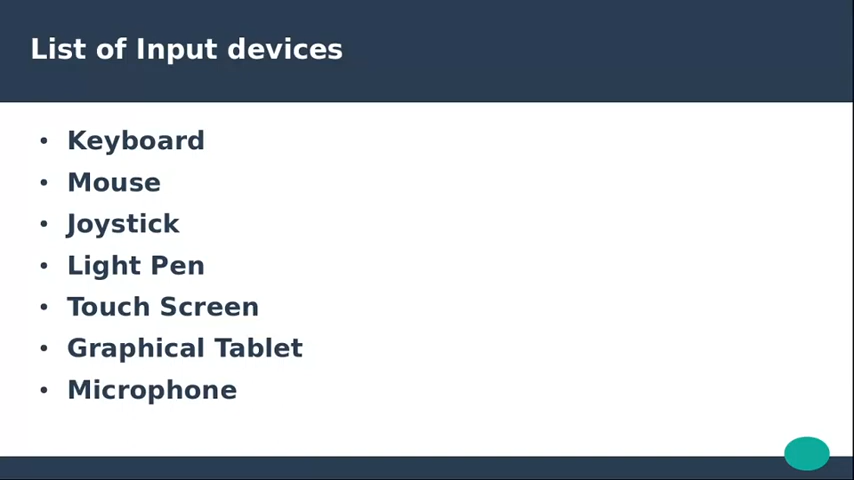 List of Input devices
• Keyboard
• Mouse
• Joystick
• Light Pen
• Touch Screen
• Graphical Tablet
• Microphone